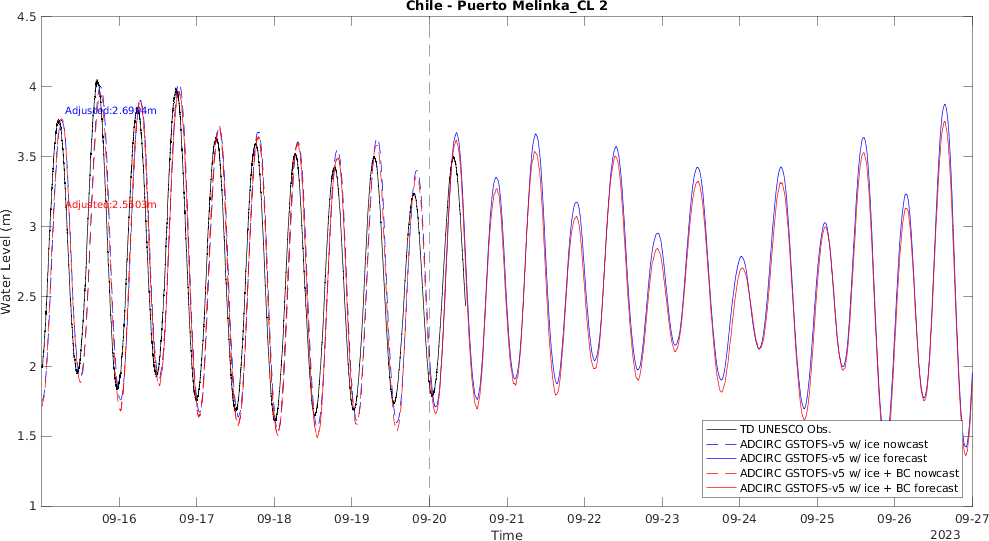 Chile - Puerto Melinka_CL 2
4.5
4
3.5
3
2.5
2
1.5
1
Water Level (m)
Adjusted:2.6984m
Adjusted:2.5503m
TD UNESCO Obs.
ADCIRC GSTOFS-v5 w/ ice nowcast
ADCIRC GSTOFS-v5 w/ ice forecast
ADCIRC GSTOFS-v5 w/ ice + BC nowcast
ADCIRC GSTOFS-v5 w/ ice + BC forecast
09-16 09-17 09-18 09-19 09-20 09-21 09-22 09-23 09-24 09-25 09-26 09-27
Time
2023